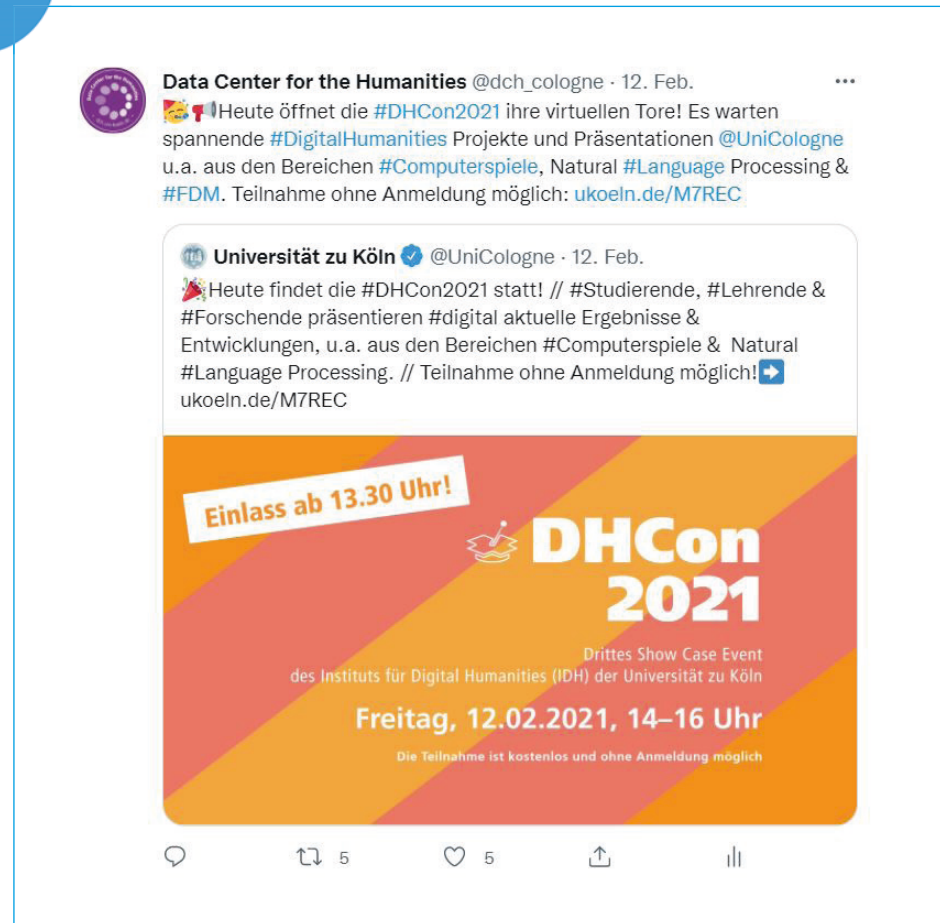 Data Center for the Humanities @dch_cologne · 12. Feb.
🥳📢Heute öffnet die #DHCon2021 ihre virtuellen Tore! Es warten
spannende #DigitalHumanities Projekte und Präsentationen @UniCologne
u.a. aus den Bereichen #Computerspiele, Natural #Language Processing &
#FDM. Teilnahme ohne Anmeldung möglich: ukoeln.de/M7REC
Universität zu Köln @UniCologne · 12. Feb.
🎉Heute findet die #DHCon2021 statt! // #Studierende, #Lehrende &
#Forschende präsentieren #digital aktuelle Ergebnisse &
Entwicklungen, u.a. aus den Bereichen #Computerspiele & Natural
#Language Processing. // Teilnahme ohne Anmeldung möglich!➡️
ukoeln.de/M7REC
Einlass ab 13.30 Uhr!
DHCon
2021
Drittes Show Case Event
des Instituts für Digital Humanities (IDH) der Universität zu Köln
Freitag, 12.02.2021, 14–16 Uhr
Die Teilnahme ist kostenlos und ohne Anmeldung möglich
5 5